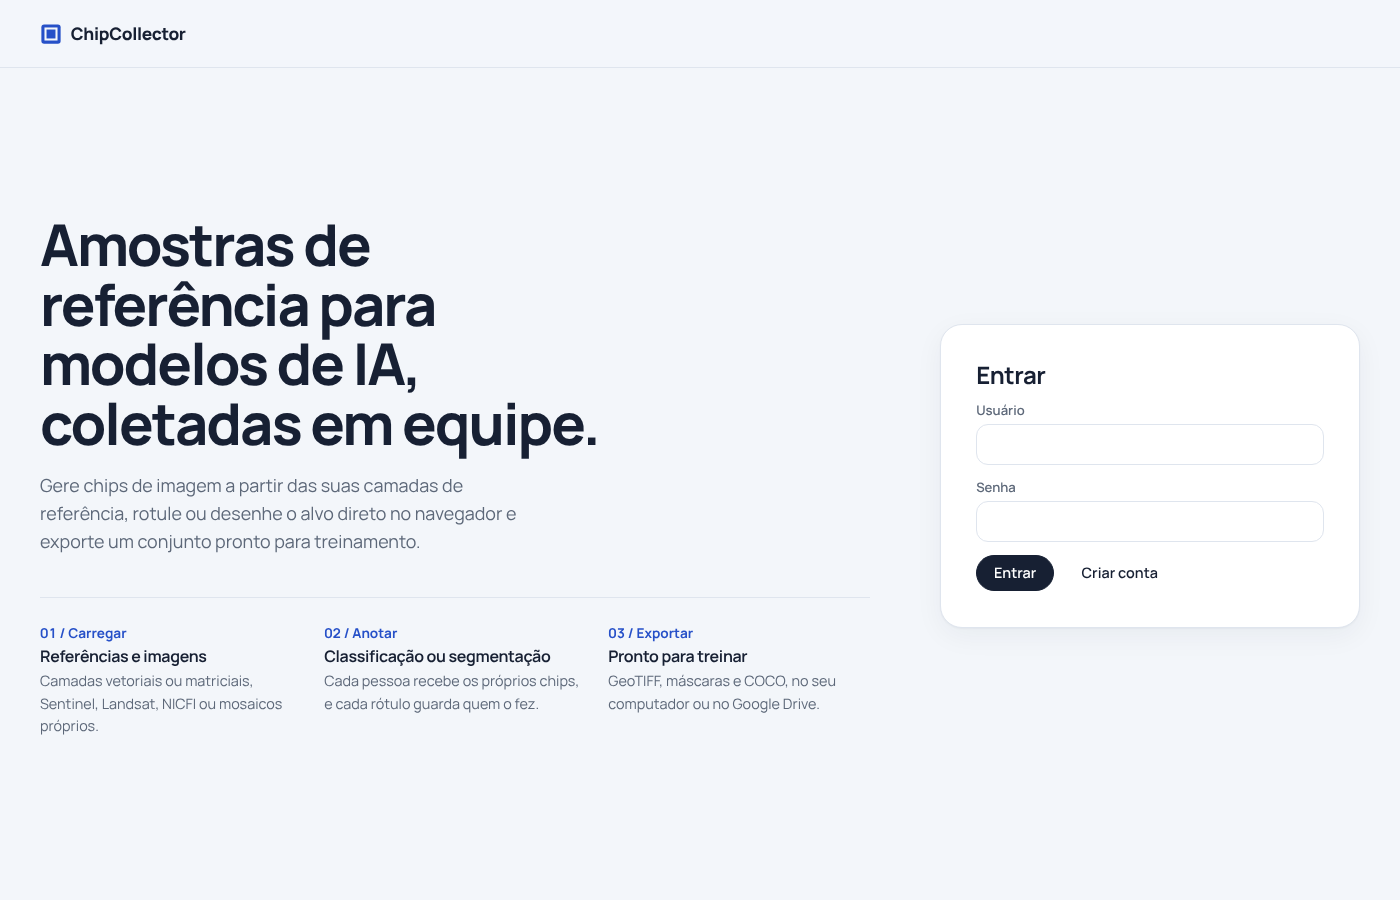 ChipCollector
Amostras de
referência para
modelos de IA,
coletadas em equipe.
Gere chips de imagem a partir das suas camadas de
referência, rotule ou desenhe o alvo direto no navegador e
exporte um conjunto pronto para treinamento.
01 / Carregar
Referências e imagens
Camadas vetoriais ou matriciais,
Sentinel, Landsat, NICFI ou mosaicos
próprios.
02 / Anotar
Classificação ou segmentação
Cada pessoa recebe os próprios chips,
e cada rótulo guarda quem o fez.
03 / Exportar
Pronto para treinar
GeoTIFF, máscaras e COCO, no seu
computador ou no Google Drive.
Entrar
Usuário
Senha
Entrar
Criar conta